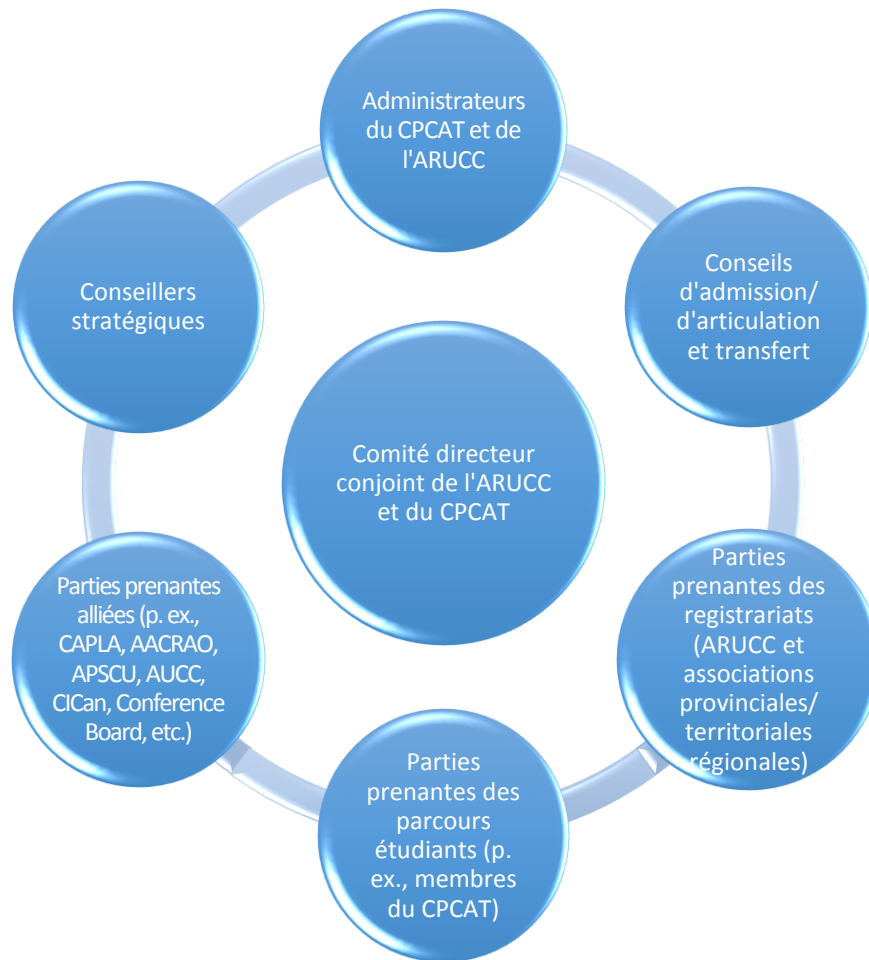 Administrateurs
du CPCAT et de
l'ARUCC
Conseils
d'admission/
d'articulation
et transfert
Conseillers
stratégiques
Comité directeur
conjoint de l'ARUCC
et du CPCAT
Parties
prenantes des
registrariats
(ARUCC et
associations
provinciales/
territoriales
régionales)
Parties prenantes
alliées (p. ex.,
CAPLA, AACRAO,
APSCU, AUCC,
CICan, Conference
Board, etc.)
Parties
prenantes des
parcours
étudiants (p.
ex., membres
du CPCAT)